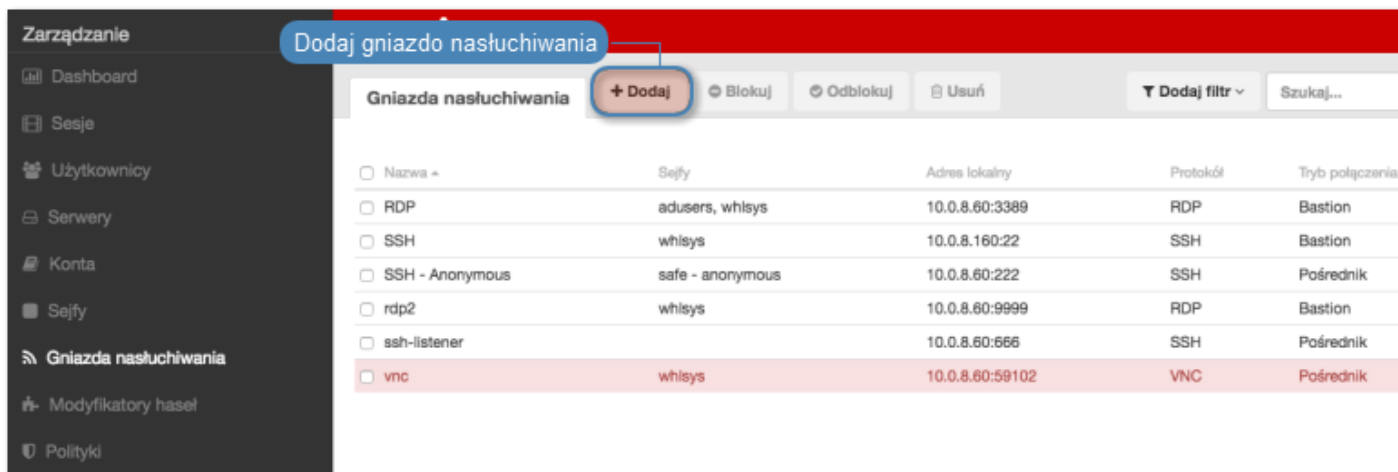 Zarządzanie
Dodaj gniazdo nasłuchiwania
Dashboard
Sesje
Użytkownicy
Serwery
Konta
Sejfy
Gniazda nasłuchiwania
Modyfikatory haseł
Polityki
Gniazda nasłuchiwania + Dodaj Blokuj Odblokuj Usuń Dodaj filtr Szukaj...
Nazwa Sejfy Adres lokalny Protokół Tryb połączenia
RDP adusers, whlsys 10.0.8.60:3389 RDP Bastion
SSH whlsys 10.0.8.160:22 SSH Bastion
SSH - Anonymous safe - anonymous 10.0.8.60:222 SSH Pośrednik
rdp2 whlsys 10.0.8.60:9999 RDP Bastion
ssh-listener 10.0.8.60:666 SSH Pośrednik
vnc whlsys 10.0.8.60:59102 VNC Pośrednik